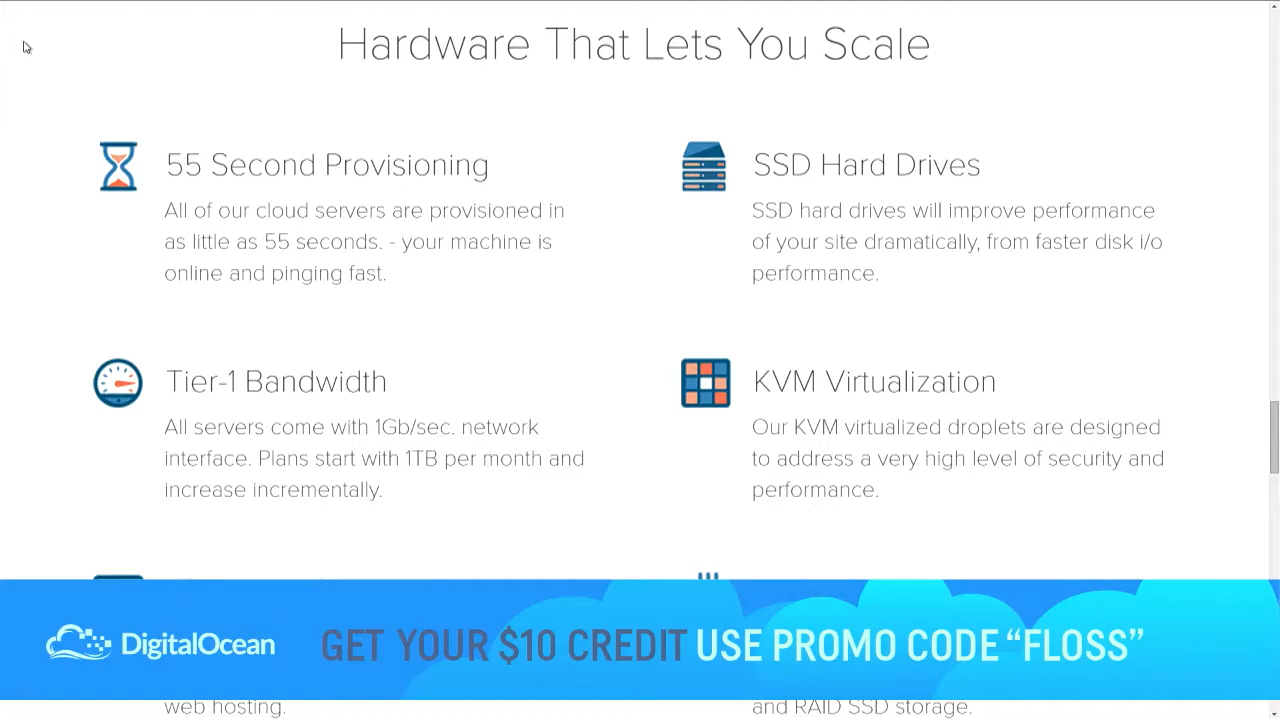 Hardware That Lets You Scale
55 Second Provisioning
All of our cloud servers are provisioned in
as little as 55 seconds. - your machine is
online and pinging fast.
SSD Hard Drives
SSD hard drives will improve performance
of your site dramatically, from faster disk i/o
performance.
Tier-1 Bandwidth
All servers come with 1Gb/sec. network
interface. Plans start with 1TB per month and
increase incrementally.
KVM Virtualization
Our KVM virtualized droplets are designed
to address a very high level of security and
performance.
DigitalOcean
GET YOUR $10 CREDIT USE PROMO CODE “FLOSS”
web hosting.
and RAID SSD storage.